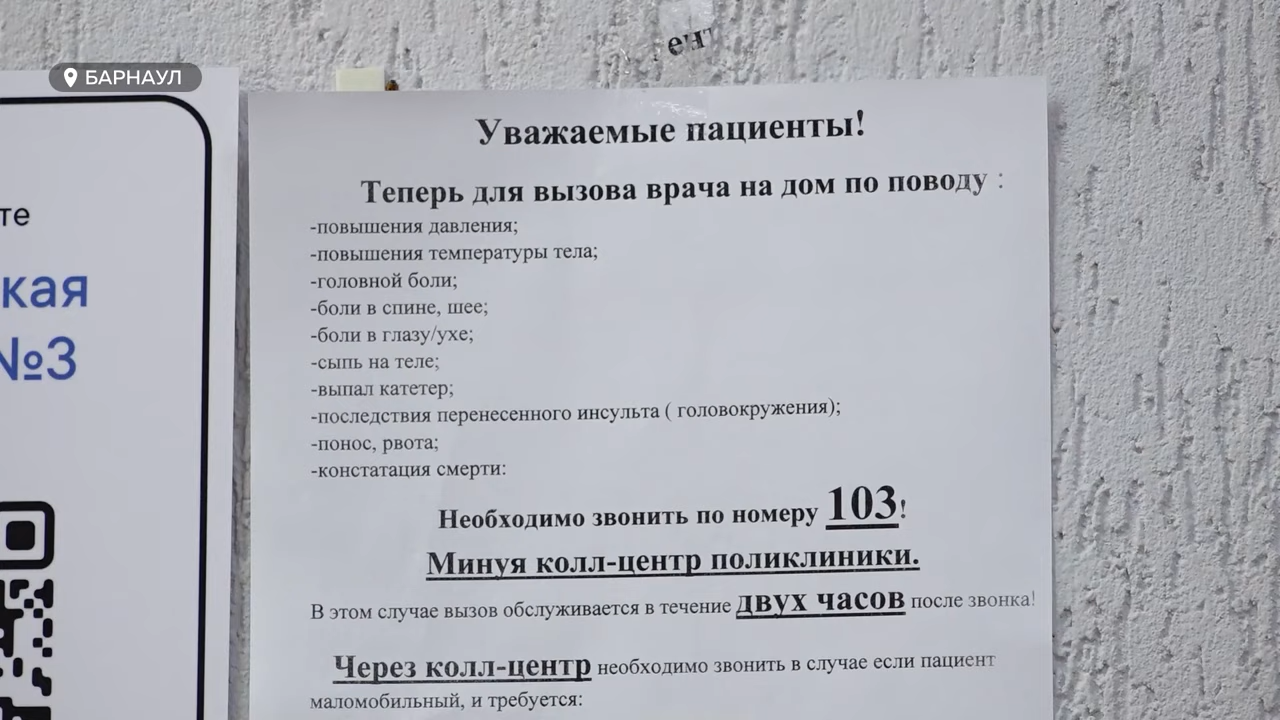 БАРНАУЛ
ент
те
кая
№3
Уважаемые пациенты!
Теперь для вызова врача на дом по поводу :
-повышения давления;
-повышения температуры тела;
-головной боли;
-боли в спине, шее;
-боли в глазу/ухе;
-сыпь на теле;
-выпал катетер;
-последствия перенесенного инсульта ( головокружения);
-понос, рвота;
-констатация смерти:
Необходимо звонить по номеру 103!
Минуя колл-центр поликлиники.
В этом случае вызов обслуживается в течение двух часов после звонка!
Через колл-центр необходимо звонить в случае если пациент
маломобильный, и требуется: